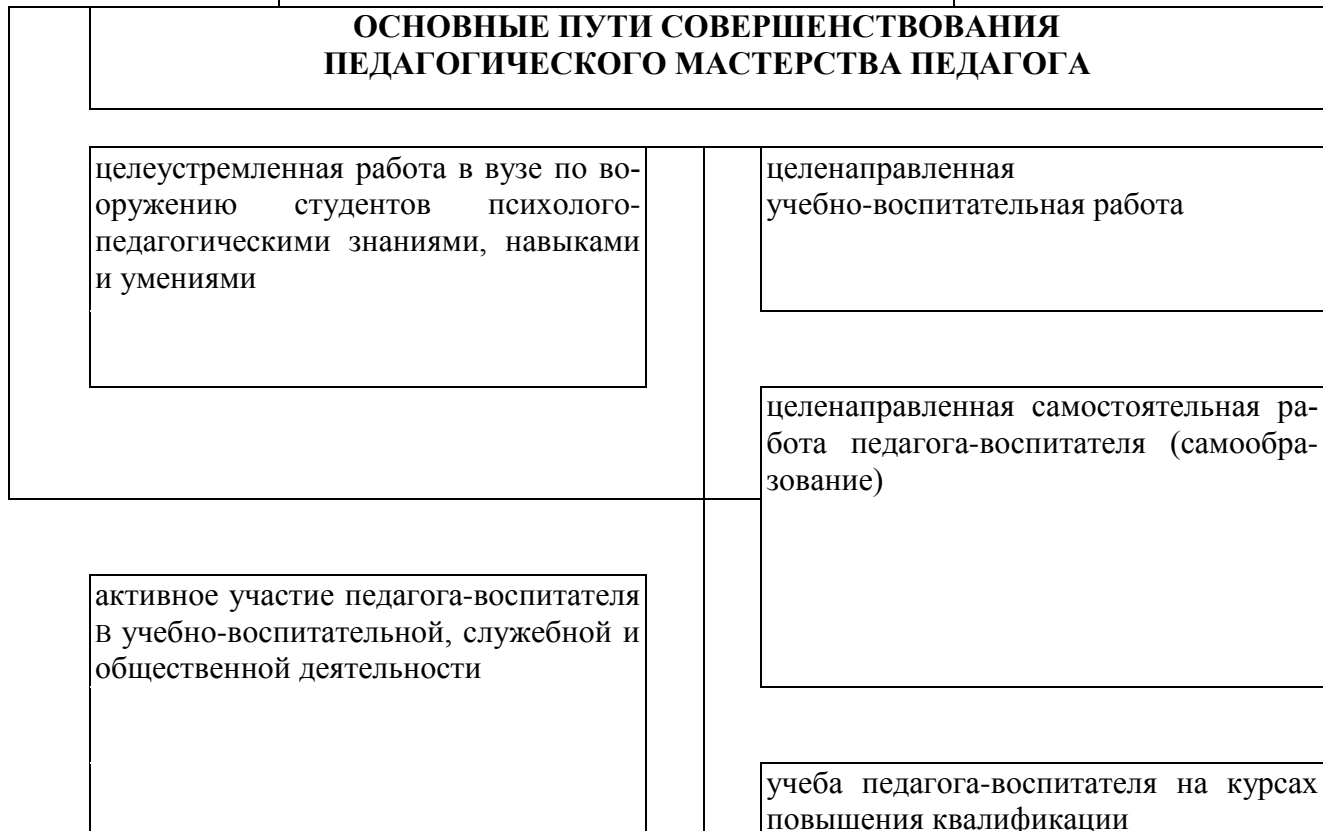 ОСНОВНЫЕ ПУТИ СОВЕРШЕНСТВОВАНИЯ
ПЕДАГОГИЧЕСКОГО МАСТЕРСТВА ПЕДАГОГА
целеустремленная работа в вузе по во-
оружению студентов психолого-
педагогическими знаниями, навыками
и умениями
целенаправленная
учебно-воспитательная работа
целенаправленная самостоятельная ра-
бота педагога-воспитателя (самообра-
зование)
активное участие педагога-воспитателя
В учебно-воспитательной, служебной и
общественной деятельности
учеба педагога-воспитателя на курсах
повышения квалификации